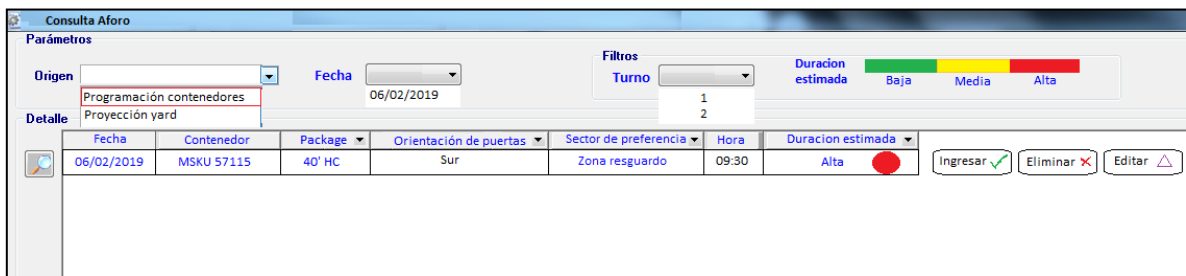 Consulta Aforo
Parámetros
Origen
Programación contenedores
Proyección yard
Fecha
06/02/2019
Filtros
Turno
1
2
Duracion
estimada
Baja Media Alta
Detalle
Fecha Contenedor Package Orientación de puertas Sector de preferencia Hora Duracion estimada
06/02/2019 MSKU 57115 40' HC Sur Zona resguardo 09:30 Alta Ingresar Eliminar Editar